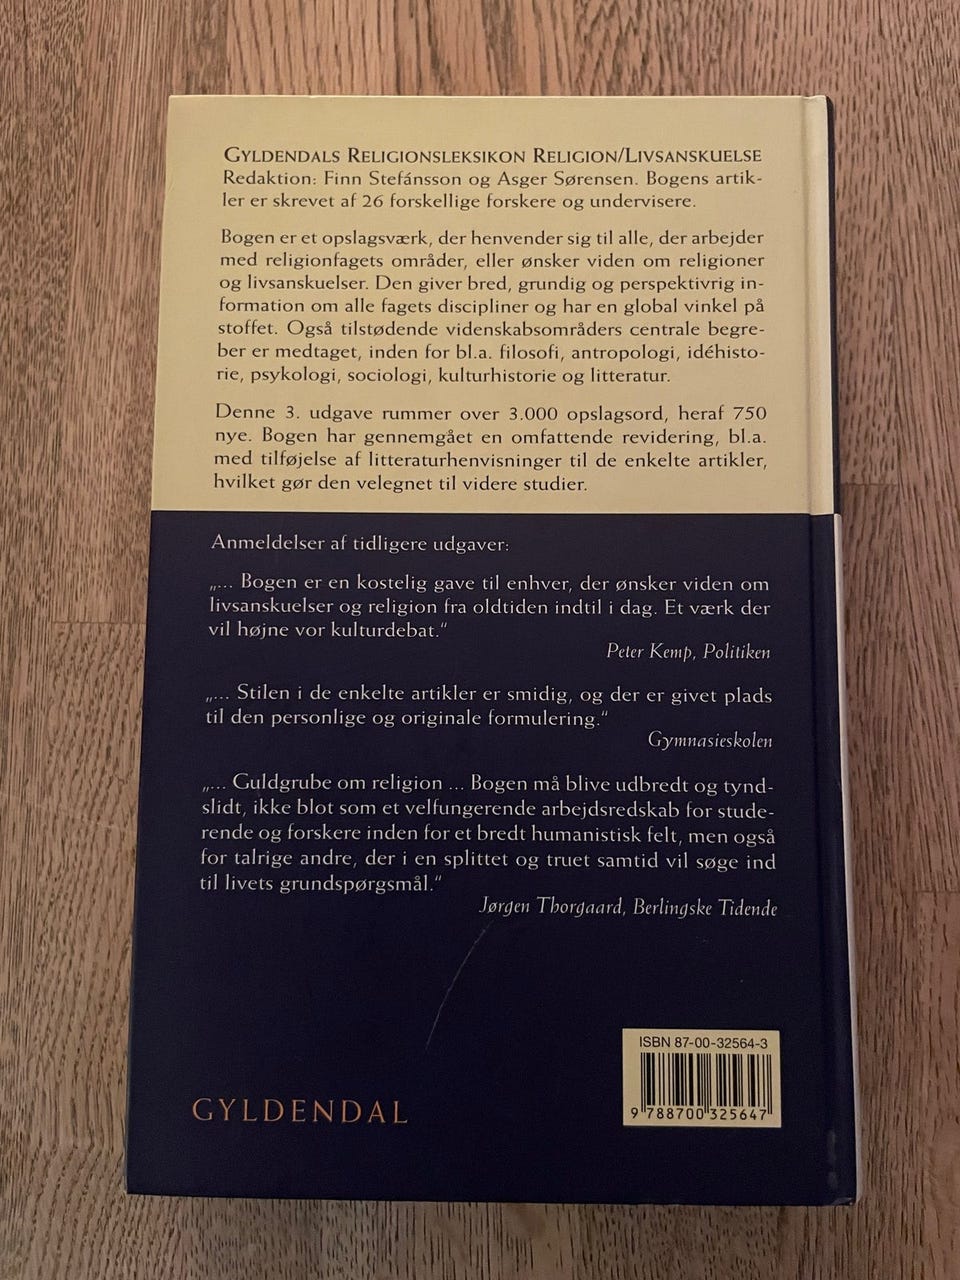 GYLDENDALS RELIGIONSLEKSIKON RELIGION/LIVSANSKUELSE
Redaktion: Finn Stefánsson og Asger Sørensen. Bogens artik-
ler er skrevet af 26 forskellige forskere og undervisere.
Bogen er et opslagsværk, der henvender sig til alle, der arbejder
med religionfagets områder, eller ønsker viden om religioner
og livsanskuelser. Den giver bred, grundig og perspektivrig in-
formation om alle fagets discipliner og har en global vinkel på
stoffet. Også tilstødende videnskabsområders centrale begre-
ber er medtaget, inden for bl.a. filosofi, antropologi, idéhisto-
rie, psykologi, sociologi, kulturhistorie og litteratur.
Denne 3. udgave rummer over 3.000 opslagsord, heraf 750
nye. Bogen har gennemgået en omfattende revidering, bl.a.
med tilføjelse af litteraturhenvisninger til de enkelte artikler,
hvilket gør den velegnet til videre studier.
Anmeldelser af tidligere udgaver:
„... Bogen er en kostelig gave til enhver, der ønsker viden om
livsanskuelser og religion fra oldtiden indtil i dag. Et værk der
vil højne vor kulturdebat.“
Peter Kemp, Politiken
„... Stilen i de enkelte artikler er smidig, og der er givet plads
til den personlige og originale formulering.“
Gymnasieskolen
„... Guldgrube om religion ... Bogen må blive udbredt og tynd-
slidt, ikke blot som et velfungerende arbejdsredskab for stude-
rende og forskere inden for et bredt humanistisk felt, men også
for talrige andre, der i en splittet og truet samtid vil søge ind
til livets grundspørgsmål.“
Jørgen Thorgaard, Berlingske Tidende
ISBN 87-00-32564-3
9 788700 325647
GYLDENDAL